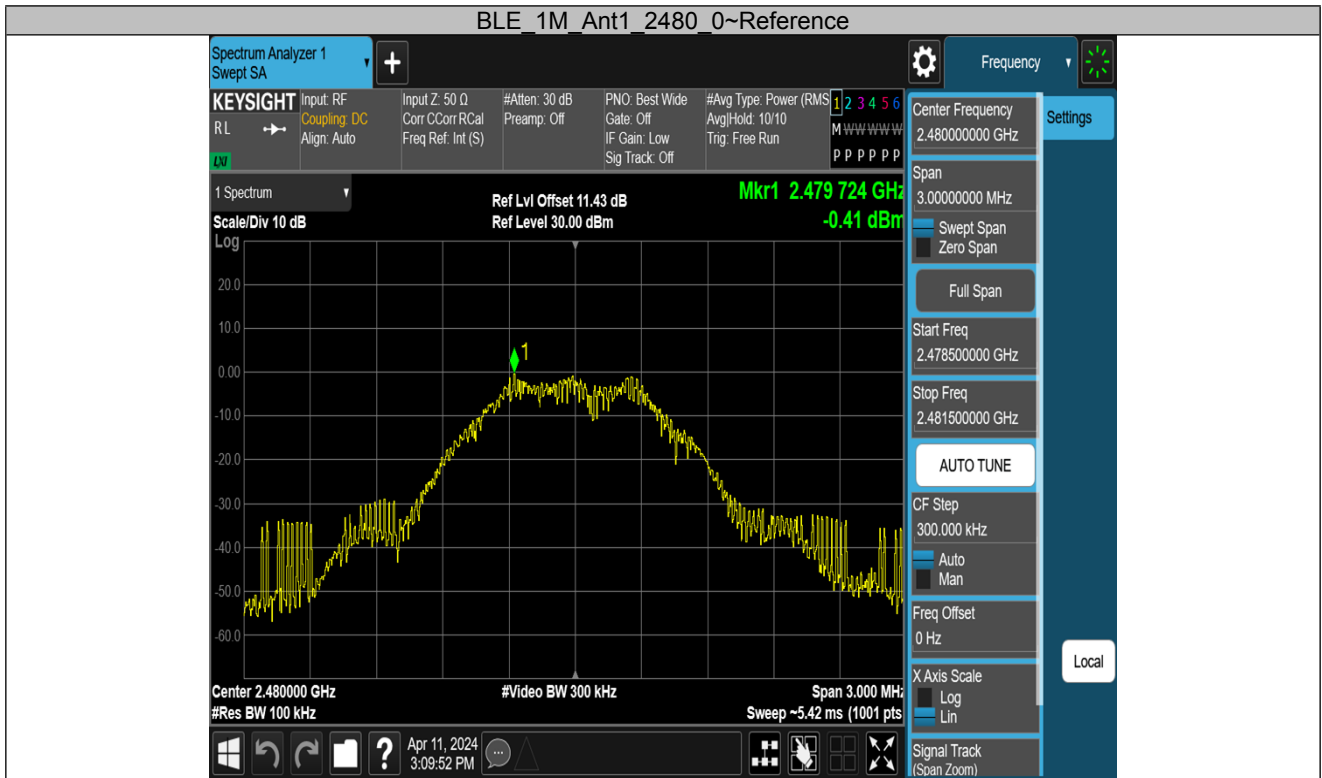 BLE_1M_Ant1_2480_0~Reference
Spectrum Analyzer 1
Swept SA
+
Frequency
KEYSIGHT
RL
LXI
Input: RF
Coupling: DC
Align: Auto
Input Z: 50 Ω
Corr CCorr RCal
Freq Ref: Int (S)
#Atten: 30 dB
Preamp: Off
PNO: Best Wide
Gate: Off
IF Gain: Low
Sig Track: Off
#Avg Type: Power (RMS
Avg|Hold: 10/10
Trig: Free Run
1 2 3 4 5 6
M W W W W W
P P P P P P
1 Spectrum
Scale/Div 10 dB
Log
Ref Lvl Offset 11.43 dB
Ref Level 30.00 dBm
Mkr1 2.479 724 GHz
-0.41 dBm
1
20.0
10.0
0.00
-10.0
-20.0
-30.0
-40.0
-50.0
-60.0
Center 2.480000 GHz
#Res BW 100 kHz
#Video BW 300 kHz
Span 3.000 MHz
Sweep ~5.42 ms (1001 pts
Apr 11, 2024
3:09:52 PM
?
Center Frequency
2.480000000 GHz
Span
3.00000000 MHz
Swept Span
Zero Span
Full Span
Start Freq
2.478500000 GHz
Stop Freq
2.481500000 GHz
AUTO TUNE
CF Step
300.000 kHz
Auto
Man
Freq Offset
0 Hz
X Axis Scale
Log
Lin
Signal Track
(Span Zoom)
Settings
Local